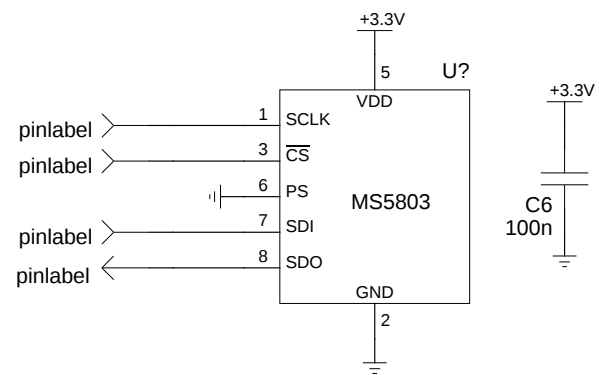 +3.3V
5
U?
VDD
+3.3V
pinlabel
1
SCLK
pinlabel
3
CS
6
PS
MS5803
C6
100n
pinlabel
7
SDI
pinlabel
8
SDO
GND
2